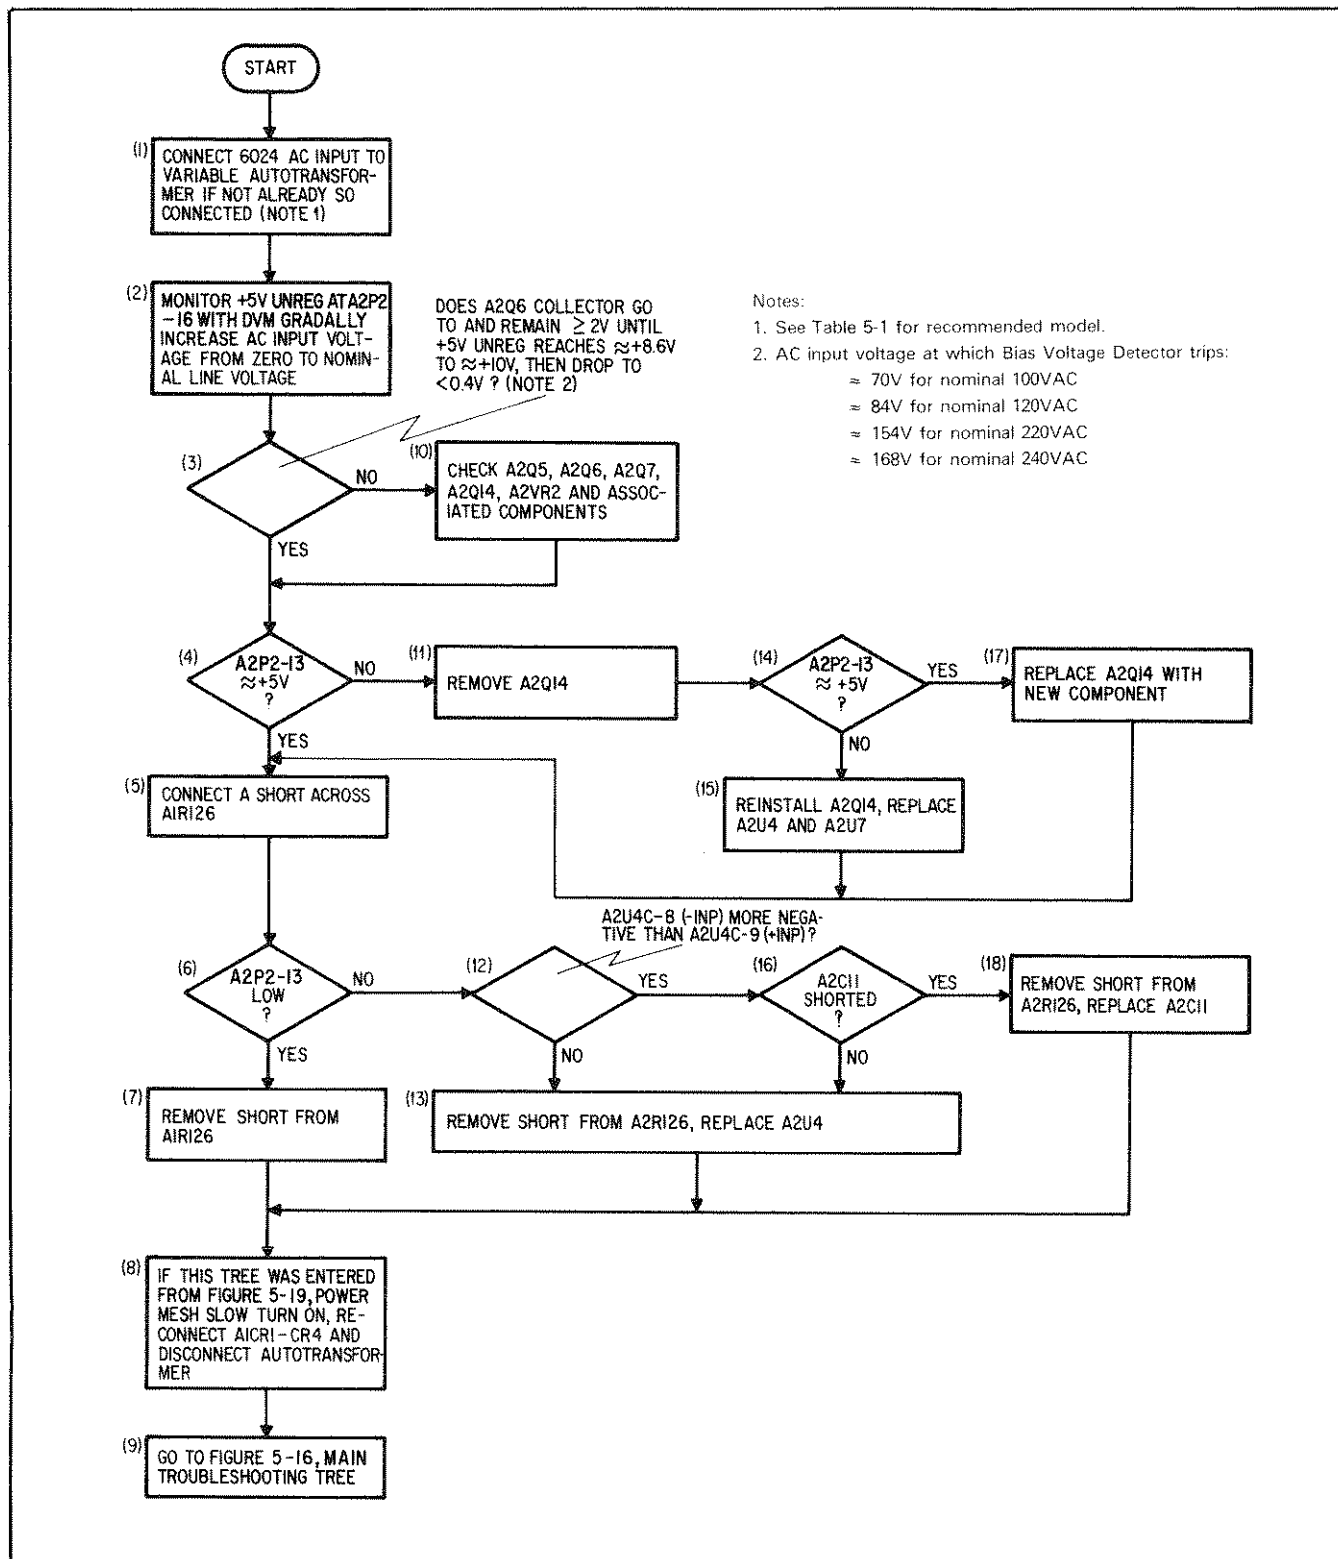 START
(1)
CONNECT 6024 AC INPUT TO
VARIABLE AUTOTRANSFOR-
MER IF NOT ALREADY SO
CONNECTED (NOTE 1)
(2)
MONITOR +5V UNREG AT A2P2
-16 WITH DVM GRADALLY
INCREASE AC INPUT VOLT-
AGE FROM ZERO TO NOMIN-
AL LINE VOLTAGE
DOES A2Q6 COLLECTOR GO
TO AND REMAIN ≥ 2V UNTIL
+5V UNREG REACHES ≈+8.6V
TO ≈+10V, THEN DROP TO
<0.4V ? (NOTE 2)
Notes:
1. See Table 5-1 for recommended model.
2. AC input voltage at which Bias Voltage Detector trips:
≈ 70V for nominal 100VAC
≈ 84V for nominal 120VAC
≈ 154V for nominal 220VAC
≈ 168V for nominal 240VAC
(3)
NO
YES
(10)
CHECK A2Q5, A2Q6, A2Q7,
A2Q14, A2VR2 AND ASSOC-
IATED COMPONENTS
(4)
A2P2-13
≈+5V
?
NO
YES
(11)
REMOVE A2Q14
(14)
A2P2-13
≈ +5V
?
YES
NO
(17)
REPLACE A2Q14 WITH
NEW COMPONENT
(5)
CONNECT A SHORT ACROSS
A1R126
(15)
REINSTALL A2Q14, REPLACE
A2U4 AND A2U7
A2U4C-8 (-INP) MORE NEGA-
TIVE THAN A2U4C-9 (+INP)?
(6)
A2P2-13
LOW
?
NO
YES
(12)
YES
NO
(16)
A2C11
SHORTED
?
YES
NO
(18)
REMOVE SHORT FROM
A2R126, REPLACE A2C11
(7)
REMOVE SHORT FROM
A1R126
(13)
REMOVE SHORT FROM A2R126, REPLACE A2U4
(8)
IF THIS TREE WAS ENTERED
FROM FIGURE 5-19, POWER
MESH SLOW TURN ON, RE-
CONNECT A1CR1-CR4 AND
DISCONNECT AUTOTRANSFOR-
MER
(9)
GO TO FIGURE 5-16, MAIN
TROUBLESHOOTING TREE